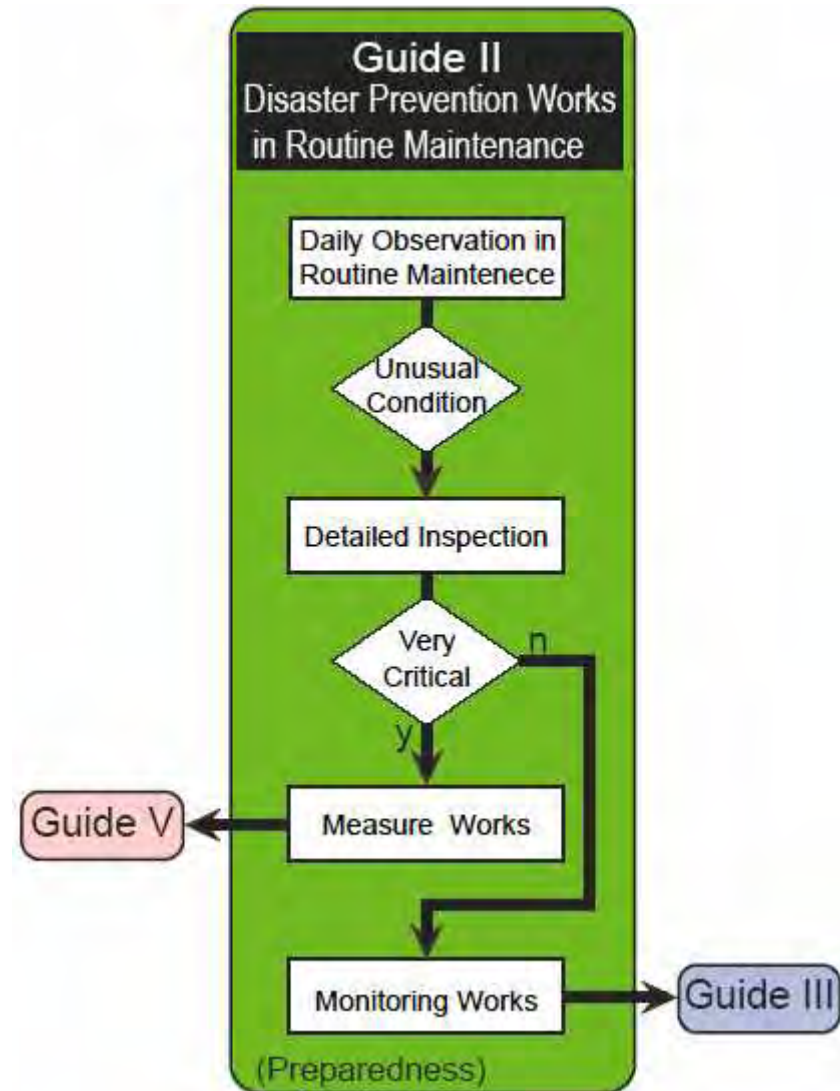 Guide II
Disaster Prevention Works
in Routine Maintenance
Daily Observation in
Routine Maintenece
Unusual
Condition
Detailed Inspection
Very
Critical
n
y
Guide V
Measure Works
Monitoring Works
Guide III
(Preparedness)